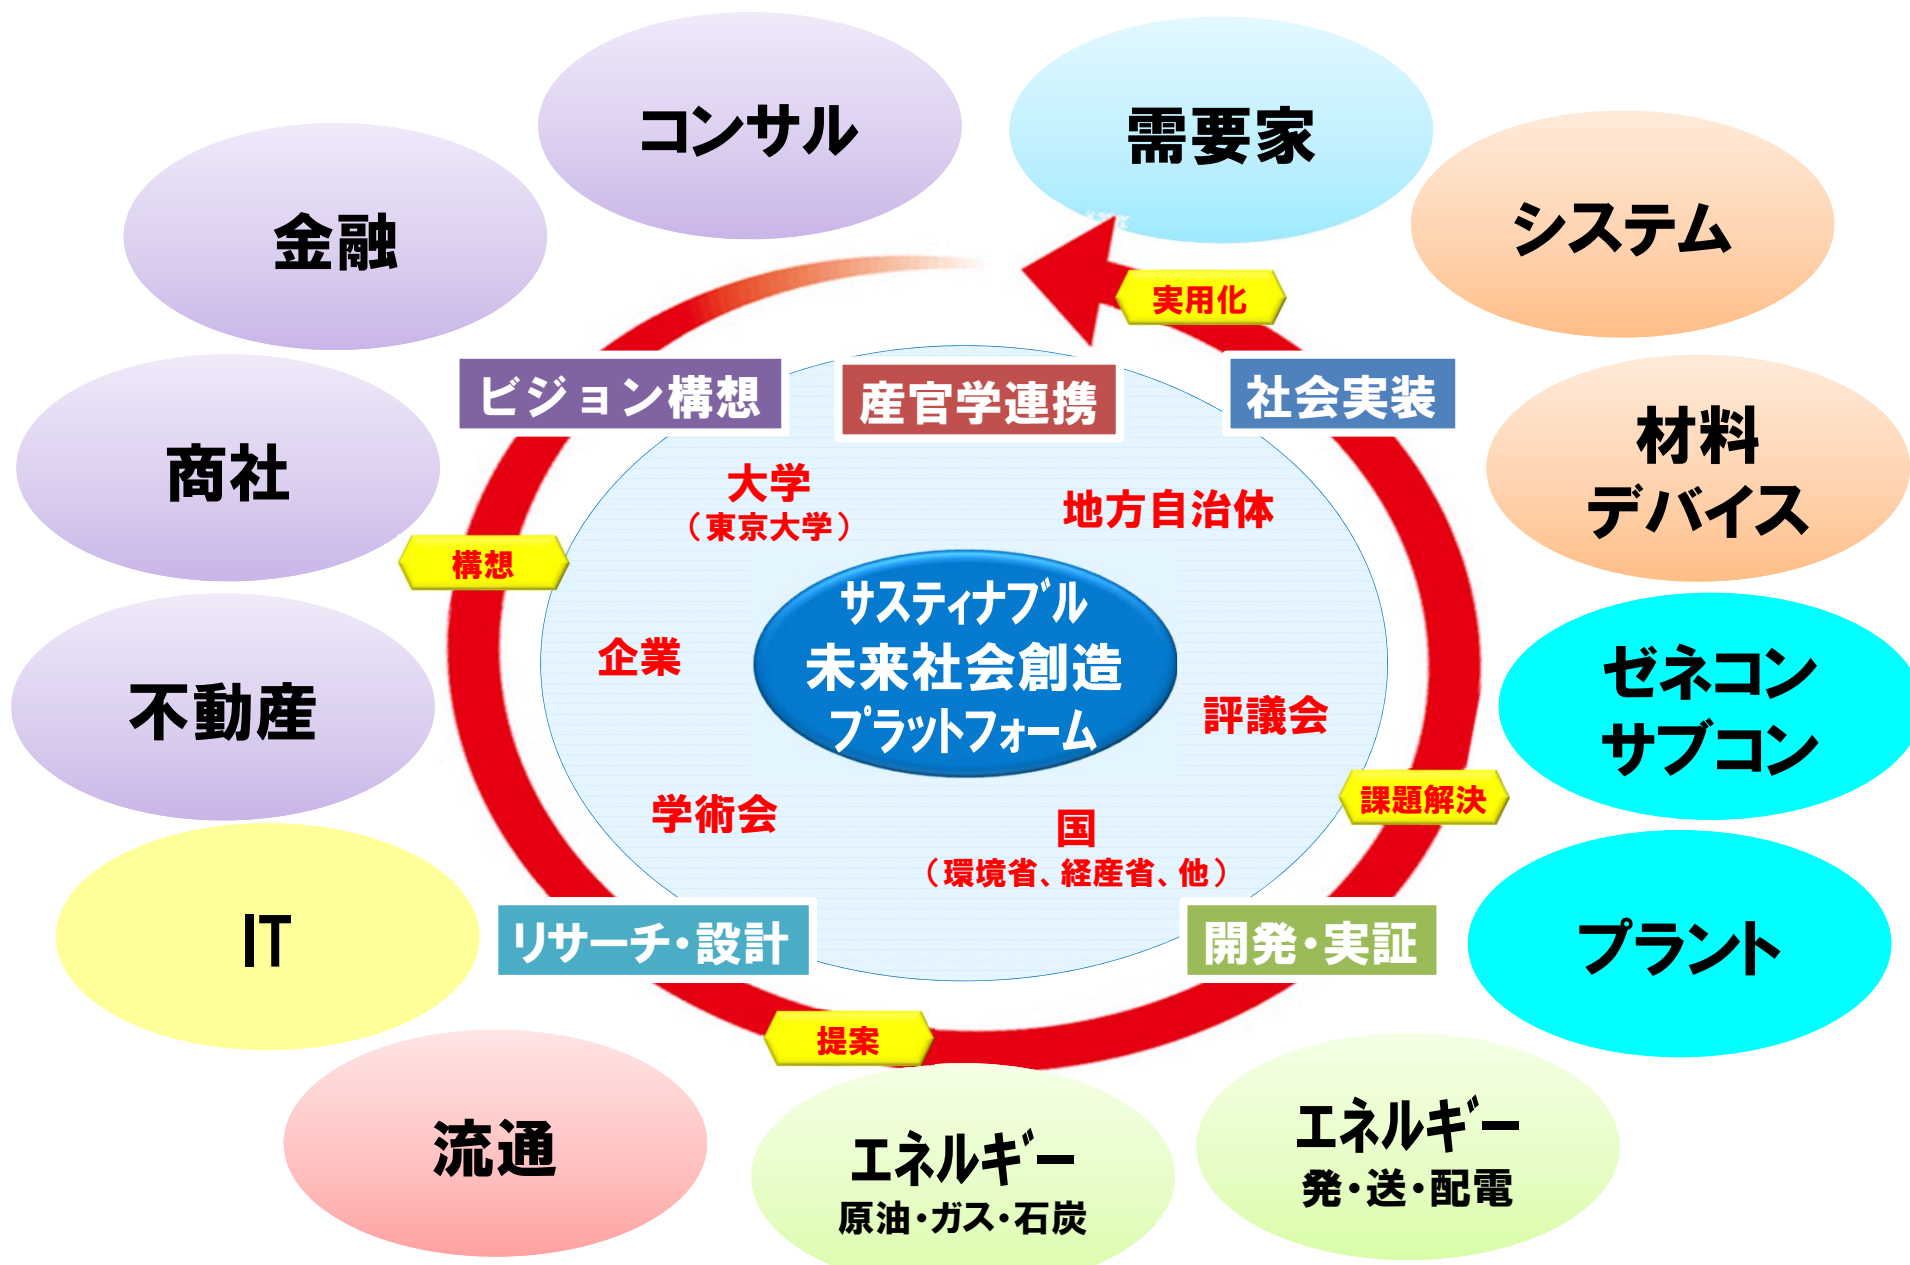 コンサル
需要家
システム
金融
実用化
ビジョン構想
産官学連携
社会実装
材料
デバイス
商社
大学
（東京大学）
地方自治体
構想
サスティナブル
未来社会創造
プラットフォーム
企業
評議会
ゼネコン
サブコン
不動産
課題解決
学術会
国
（環境省、経産省、他）
IT
リサーチ・設計
開発・実証
プラント
提案
流通
エネルギー
原油・ガス・石炭
エネルギー
発・送・配電